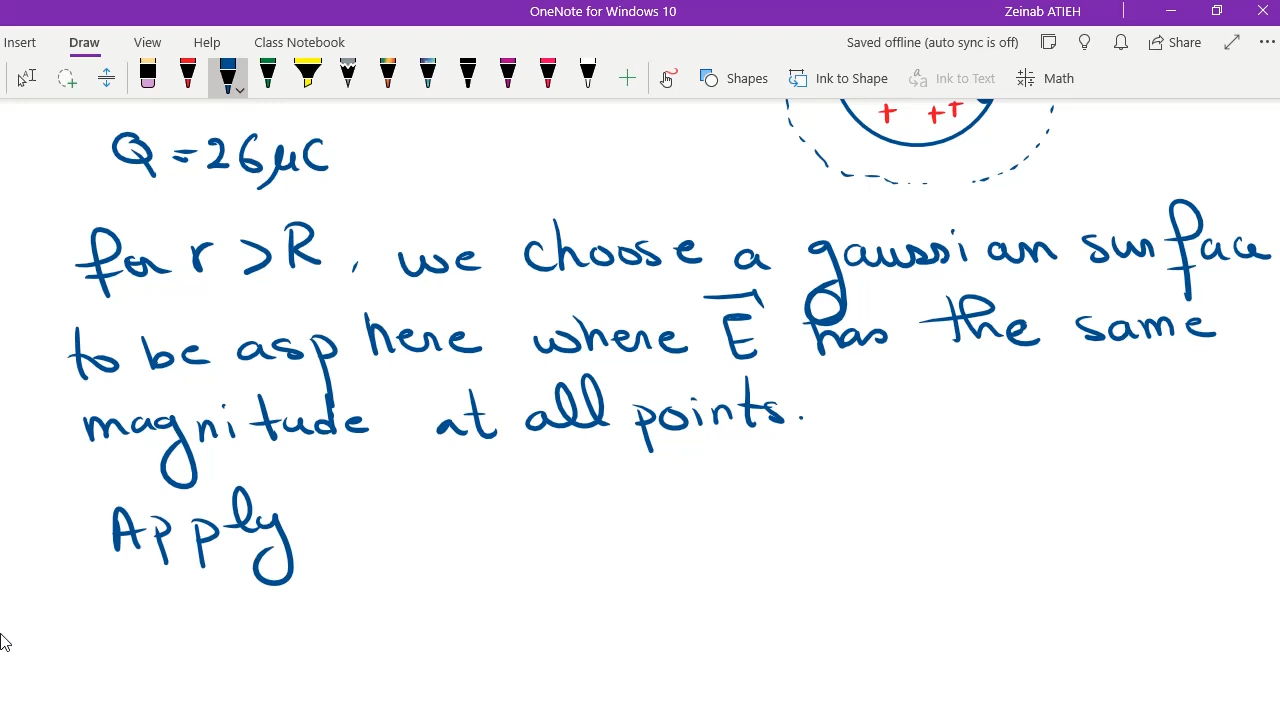 OneNote for Windows 10
Zeinab ATIEH
Insert Draw View Help Class Notebook
Saved offline (auto sync is off)
Share
Shapes Ink to Shape Ink to Text Math
+ + +
Q = 26μC
for r > R, we choose a gaussian surface
to be a sphere where E⃗ has the same
magnitude at all points.
Apply